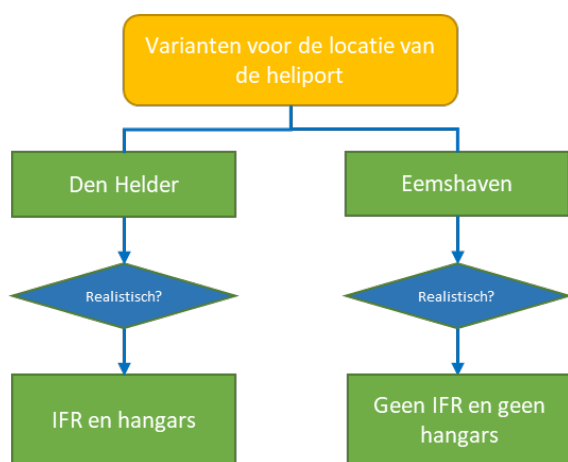 Varianten voor de locatie van
de heliport
Den Helder
Eemshaven
Realistisch?
Realistisch?
IFR en hangars
Geen IFR en geen
hangars